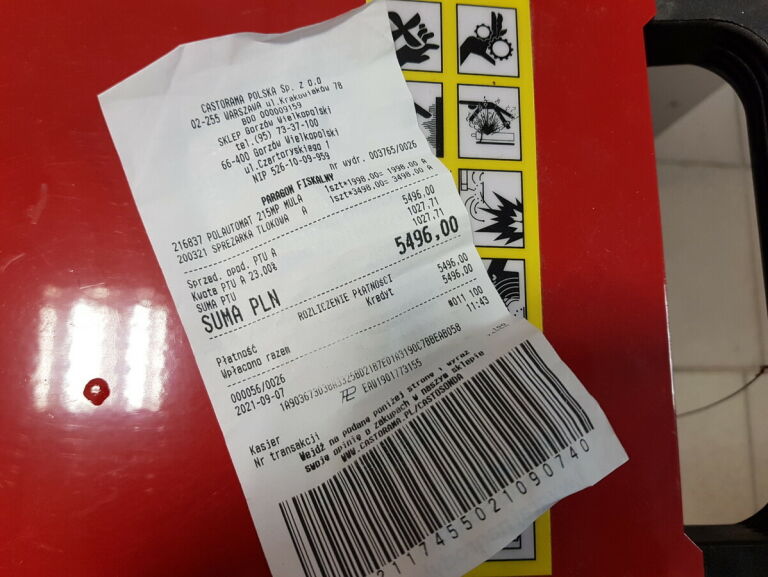 CASTORAMA POLSKA Sp. Z O.O
02-255 WARSZAWA ul.Krakowiaków 78
BDO 000009159
SKLEP Gorzów Wielkopolski
tel.(95) 73-37-100
66-400 Gorzów Wielkopolski
ul.Czartoryskiego 1
NIP 526-10-09-959
nr wydr. 003765/0026
PARAGON FISKALNY
216837 POLAUTOMAT 215MP MULA 1szt*1998,00= 1998,00 A
200321 SPRĘŻARKA TŁOKOWA A 1szt*3498,00= 3498,00 A
Sprzed. opod. PTU A 5496,00
Kwota PTU A 23,00% 1027,71
SUMA PTU 1027,71
SUMA PLN 5496,00
ROZLICZENIE PŁATNOŚCI
Płatność Kredyt 5496,00
Wpłacono razem 5496,00
000056/0026 #011 100
2021-09-07 11:43
EAV1901773155
Kasjer
Nr transakcji
Wejdź na podaną poniżej stronę i wyraź
swoją opinię o zakupach w naszym sklepie
WWW.CASTORAMA.PL/CASTOSONDA
2117455021090740